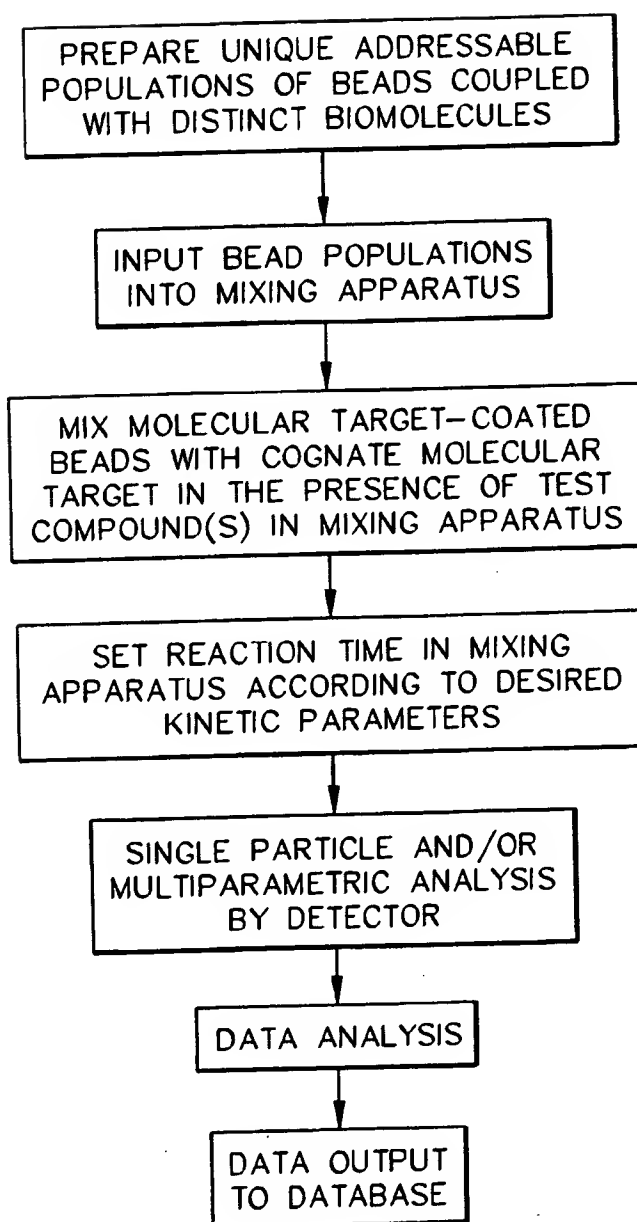 PREPARE UNIQUE ADDRESSABLE
POPULATIONS OF BEADS COUPLED
WITH DISTINCT BIOMOLECULES
INPUT BEAD POPULATIONS
INTO MIXING APPARATUS
MIX MOLECULAR TARGET-COATED
BEADS WITH COGNATE MOLECULAR
TARGET IN THE PRESENCE OF TEST
COMPOUND(S) IN MIXING APPARATUS
SET REACTION TIME IN MIXING
APPARATUS ACCORDING TO DESIRED
KINETIC PARAMETERS
SINGLE PARTICLE AND/OR
MULTIPARAMETRIC ANALYSIS
BY DETECTOR
DATA ANALYSIS
DATA OUTPUT
TO DATABASE